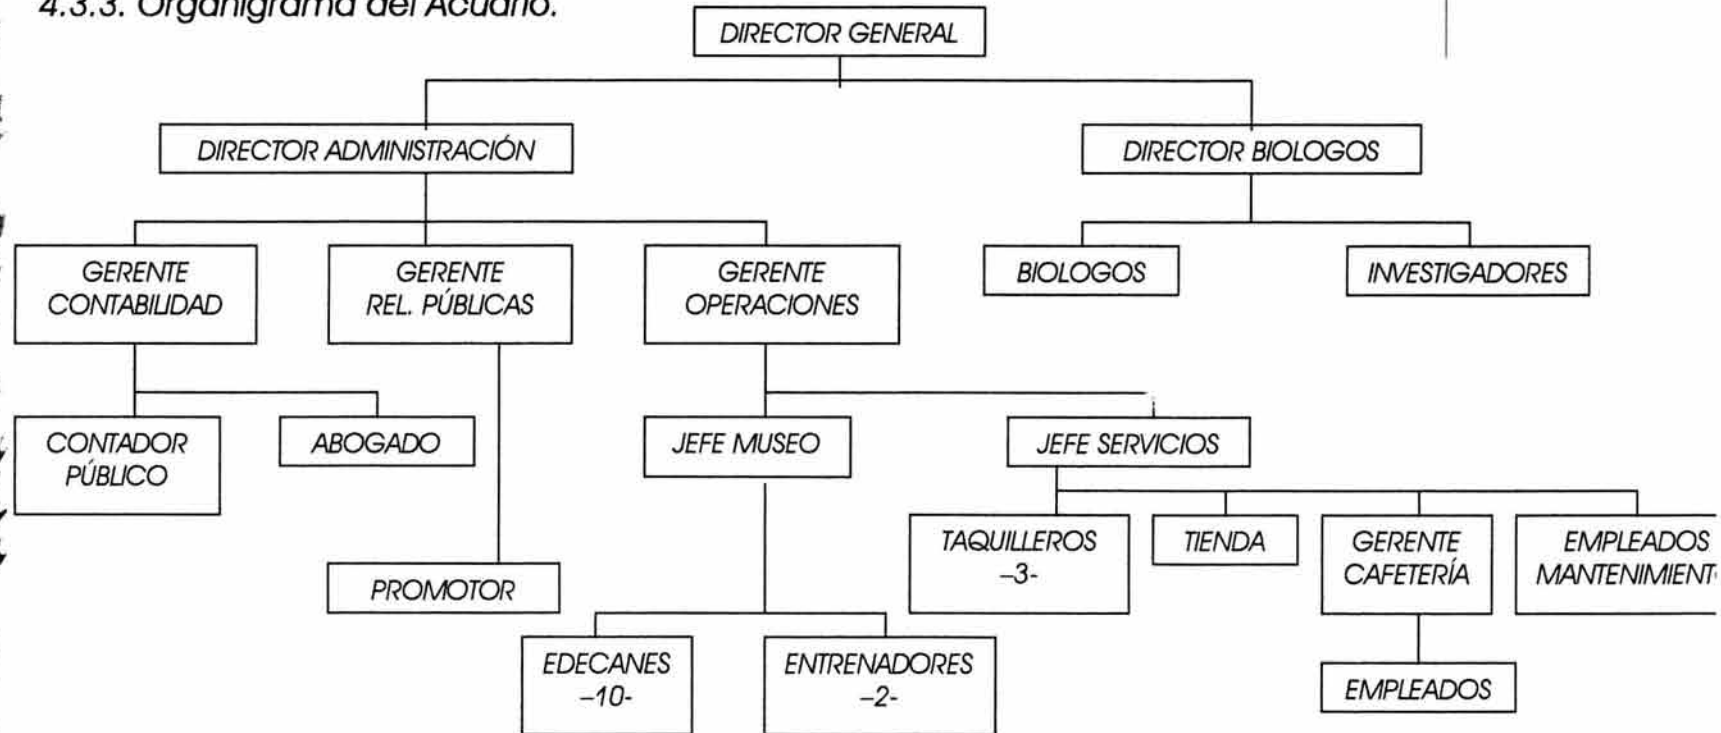 4.3.3. Organigrama del Acuario.
DIRECTOR GENERAL
DIRECTOR ADMINISTRACIÓN
DIRECTOR BIOLOGOS
GERENTE
CONTABILIDAD
GERENTE
REL. PÚBLICAS
GERENTE
OPERACIONES
BIOLOGOS
INVESTIGADORES
CONTADOR
PÚBLICO
ABOGADO
JEFE MUSEO
JEFE SERVICIOS
TAQUILLEROS
–3-
TIENDA
GERENTE
CAFETERÍA
EMPLEADOS
MANTENIMIENT
PROMOTOR
EDECANES
–10-
ENTRENADORES
–2-
EMPLEADOS